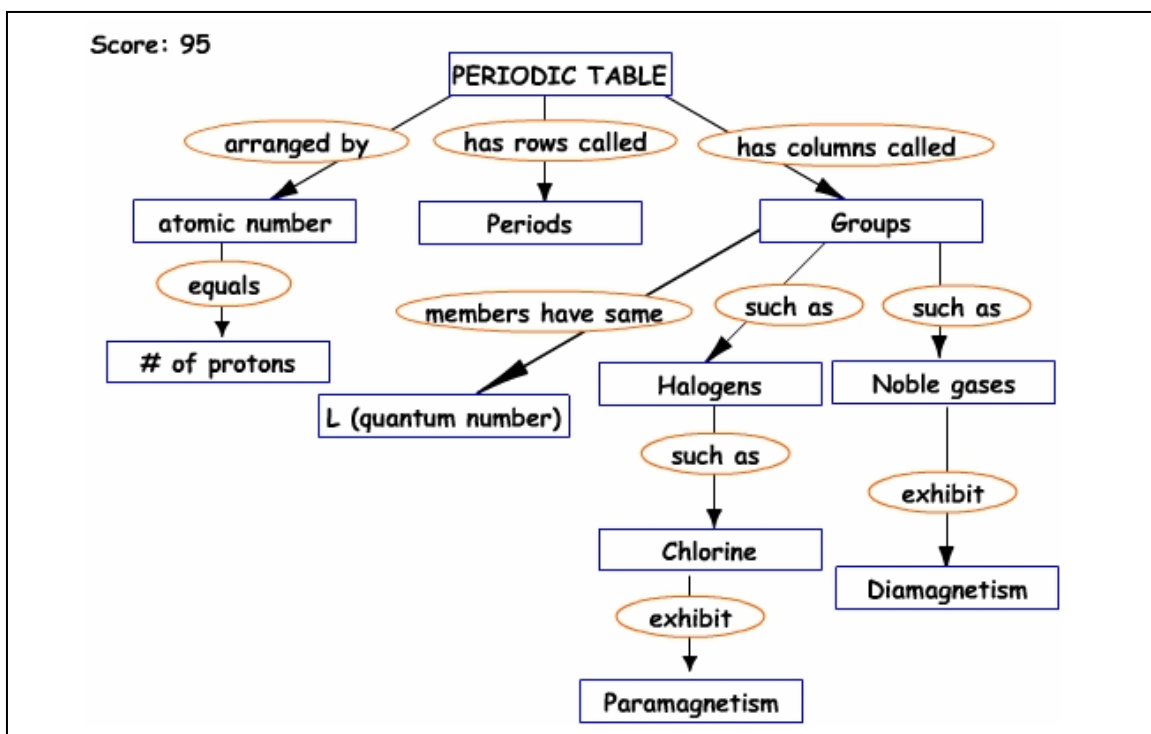 Score: 95
PERIODIC TABLE
arranged by
has rows called
has columns called
atomic number
Periods
Groups
equals
members have same
such as
such as
# of protons
L (quantum number)
Halogens
Noble gases
such as
exhibit
Chlorine
Diamagnetism
exhibit
Paramagnetism